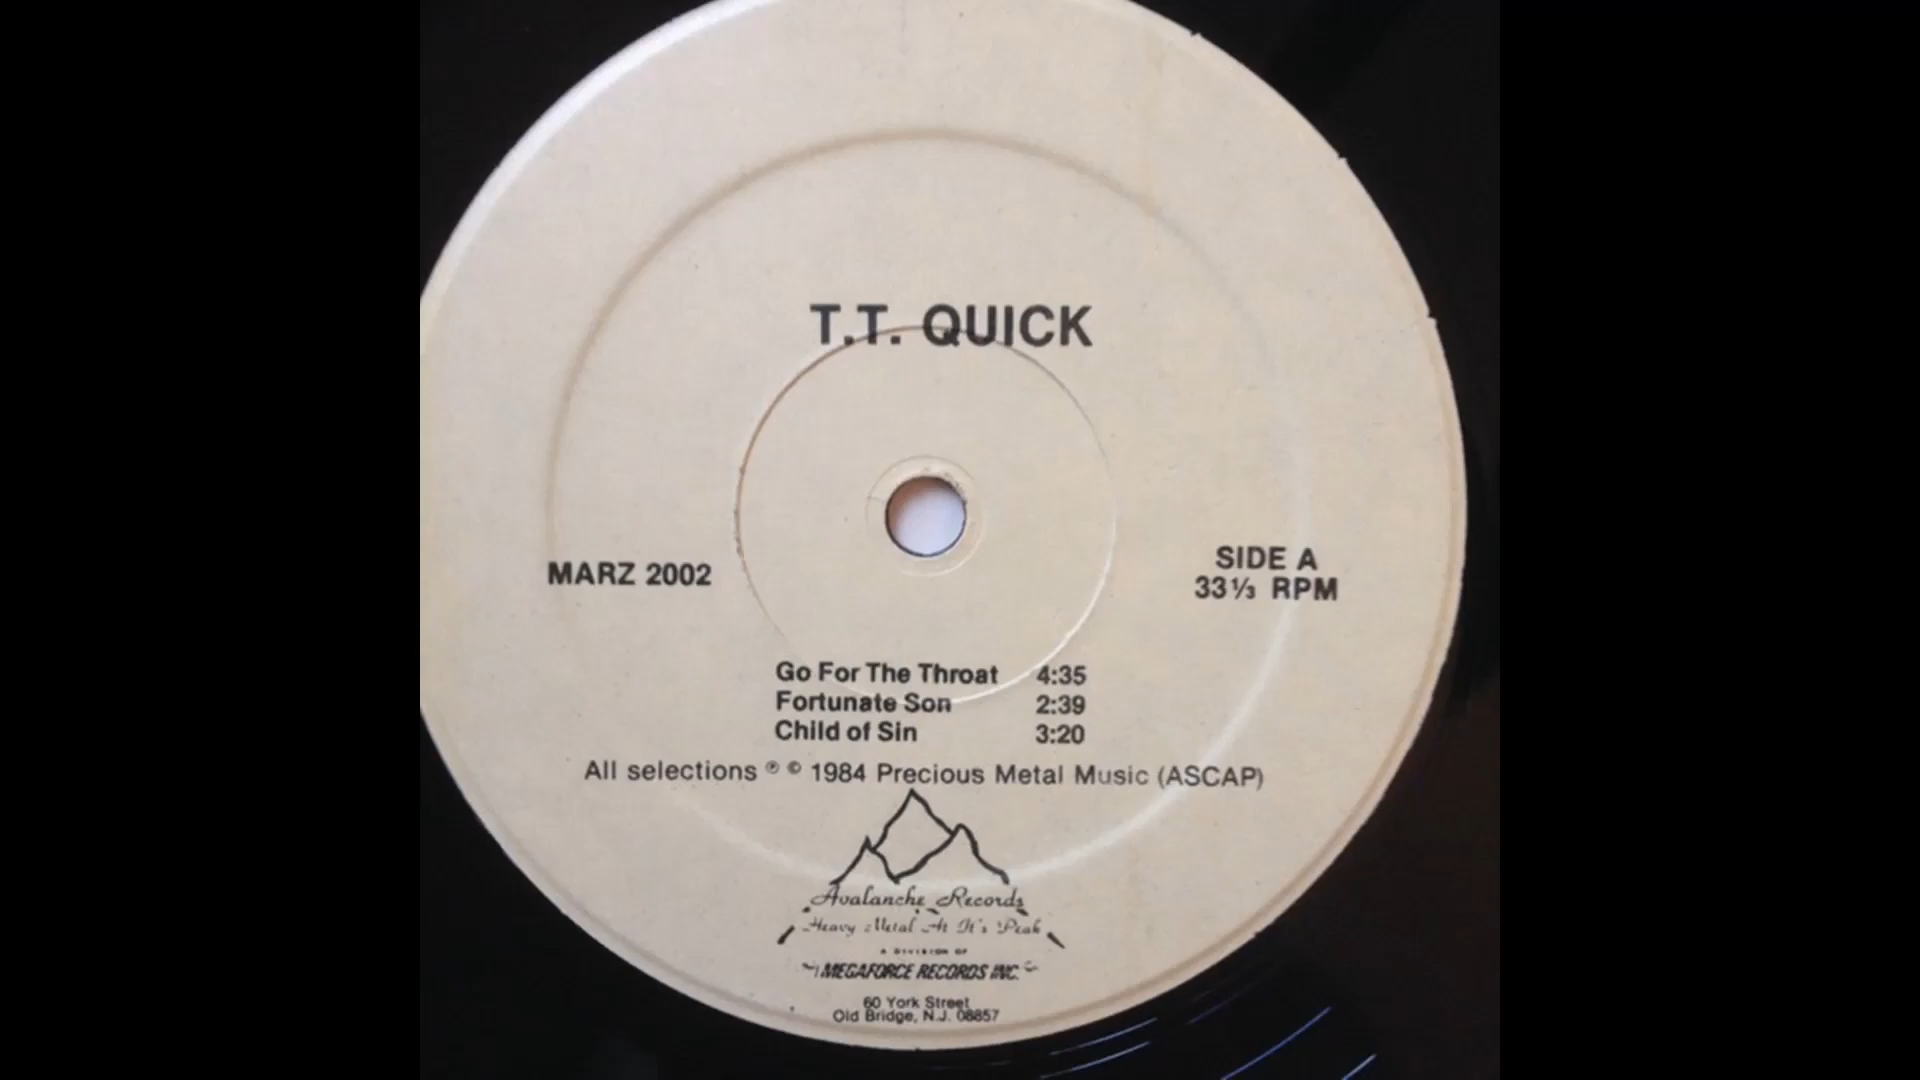 T.T. QUICK
MARZ 2002
SIDE A
33⅓ RPM
Go For The Throat 4:35
Fortunate Son 2:39
Child of Sin 3:20
All selections ℗ © 1984 Precious Metal Music (ASCAP)
Avalanche Records
Heavy Metal At It's Peak
A DIVISION OF
MEGAFORCE RECORDS INC.
60 York Street
Old Bridge, N.J. 08857